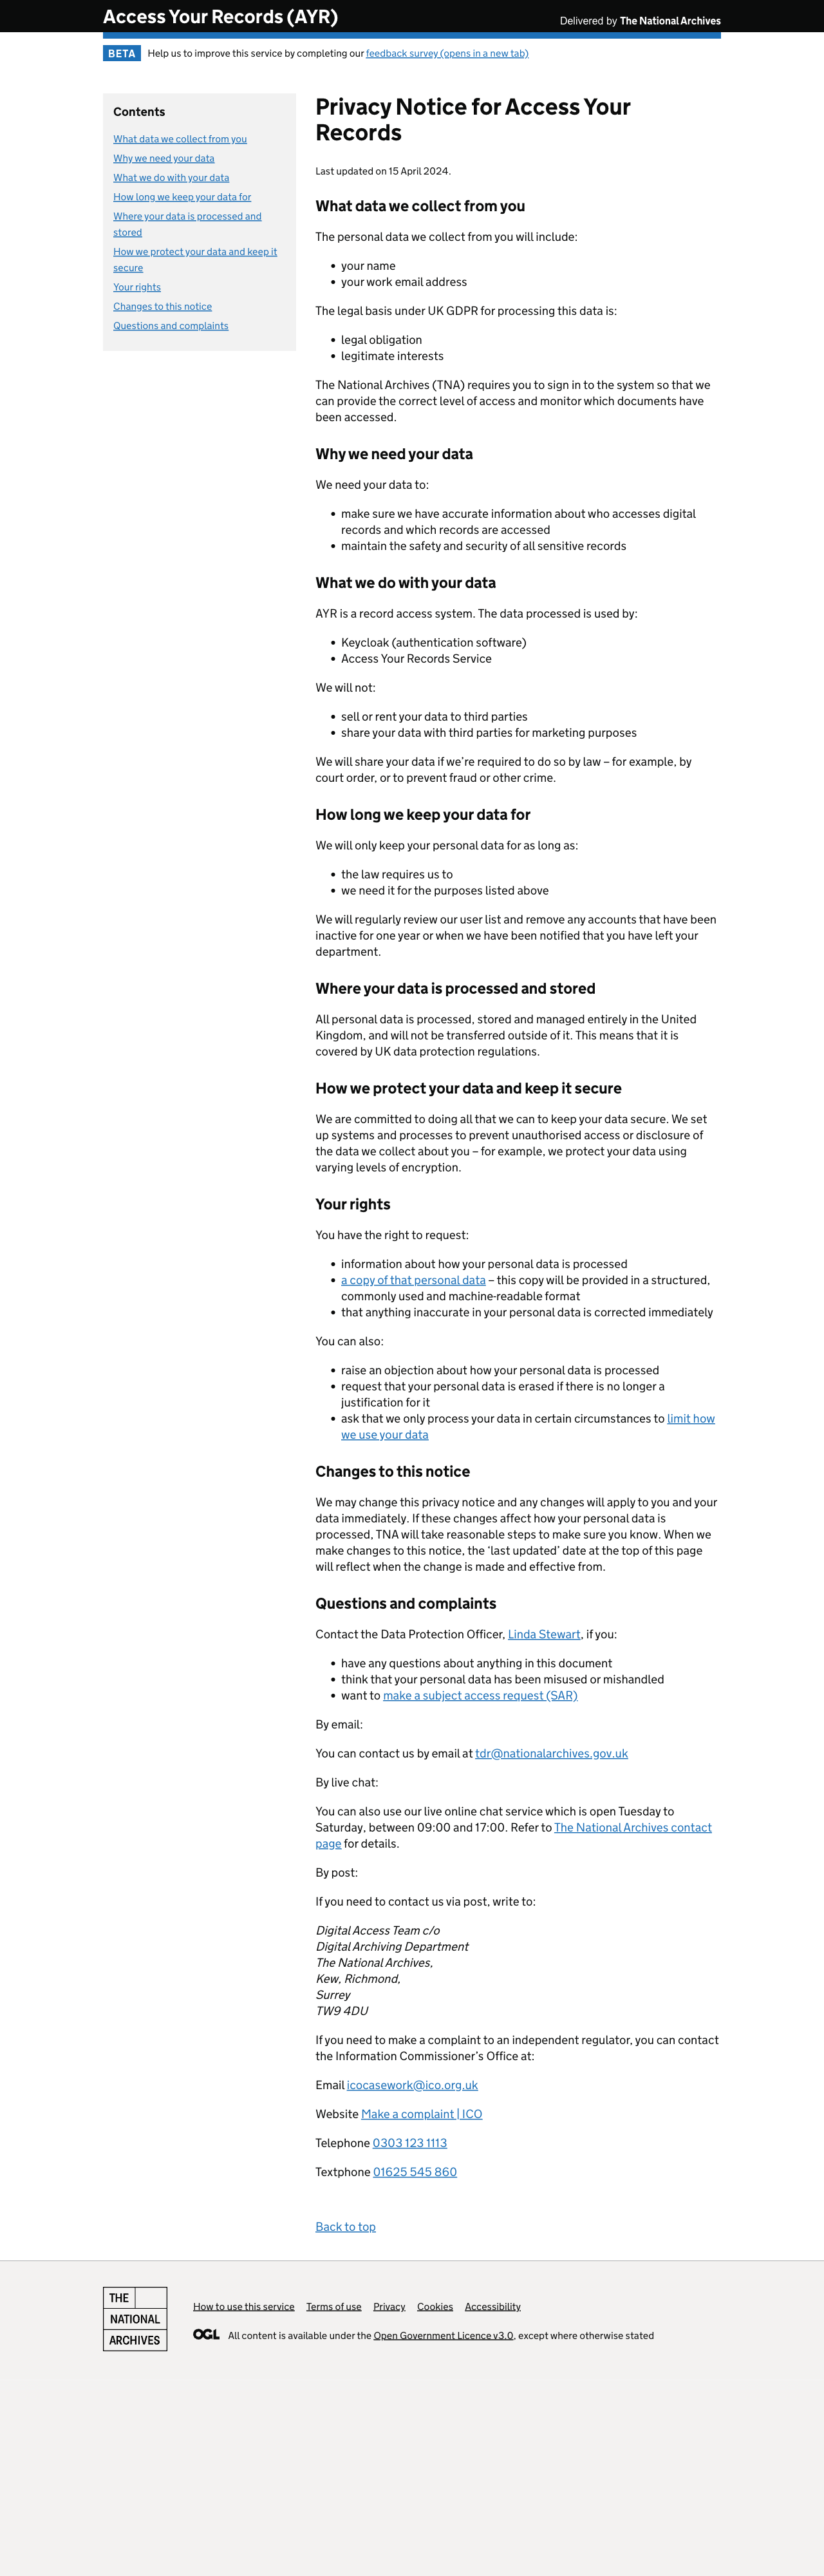 Access Your Records (AYR)
Delivered by The National Archives
BETA
Help us to improve this service by completing our feedback survey (opens in a new tab)
Contents
What data we collect from you
Why we need your data
What we do with your data
How long we keep your data for
Where your data is processed and
stored
How we protect your data and keep it
secure
Your rights
Changes to this notice
Questions and complaints
Privacy Notice for Access Your
Records
Last updated on 15 April 2024.
What data we collect from you
The personal data we collect from you will include:
• your name
• your work email address
The legal basis under UK GDPR for processing this data is:
• legal obligation
• legitimate interests
The National Archives (TNA) requires you to sign in to the system so that we
can provide the correct level of access and monitor which documents have
been accessed.
Why we need your data
We need your data to:
• make sure we have accurate information about who accesses digital
records and which records are accessed
• maintain the safety and security of all sensitive records
What we do with your data
AYR is a record access system. The data processed is used by:
• Keycloak (authentication software)
• Access Your Records Service
We will not:
• sell or rent your data to third parties
• share your data with third parties for marketing purposes
We will share your data if we’re required to do so by law – for example, by
court order, or to prevent fraud or other crime.
How long we keep your data for
We will only keep your personal data for as long as:
• the law requires us to
• we need it for the purposes listed above
We will regularly review our user list and remove any accounts that have been
inactive for one year or when we have been notified that you have left your
department.
Where your data is processed and stored
All personal data is processed, stored and managed entirely in the United
Kingdom, and will not be transferred outside of it. This means that it is
covered by UK data protection regulations.
How we protect your data and keep it secure
We are committed to doing all that we can to keep your data secure. We set
up systems and processes to prevent unauthorised access or disclosure of
the data we collect about you – for example, we protect your data using
varying levels of encryption.
Your rights
You have the right to request:
• information about how your personal data is processed
• a copy of that personal data – this copy will be provided in a structured,
commonly used and machine-readable format
• that anything inaccurate in your personal data is corrected immediately
You can also:
• raise an objection about how your personal data is processed
• request that your personal data is erased if there is no longer a
justification for it
• ask that we only process your data in certain circumstances to limit how
we use your data
Changes to this notice
We may change this privacy notice and any changes will apply to you and your
data immediately. If these changes affect how your personal data is
processed, TNA will take reasonable steps to make sure you know. When we
make changes to this notice, the ‘last updated’ date at the top of this page
will reflect when the change is made and effective from.
Questions and complaints
Contact the Data Protection Officer, Linda Stewart, if you:
• have any questions about anything in this document
• think that your personal data has been misused or mishandled
• want to make a subject access request (SAR)
By email:
You can contact us by email at tdr@nationalarchives.gov.uk
By live chat:
You can also use our live online chat service which is open Tuesday to
Saturday, between 09:00 and 17:00. Refer to The National Archives contact
page for details.
By post:
If you need to contact us via post, write to:
Digital Access Team c/o
Digital Archiving Department
The National Archives,
Kew, Richmond,
Surrey
TW9 4DU
If you need to make a complaint to an independent regulator, you can contact
the Information Commissioner’s Office at:
Email icocasework@ico.org.uk
Website Make a complaint | ICO
Telephone 0303 123 1113
Textphone 01625 545 860
Back to top
THE
NATIONAL
ARCHIVES
How to use this service Terms of use Privacy Cookies Accessibility
OGL All content is available under the Open Government Licence v3.0, except where otherwise stated